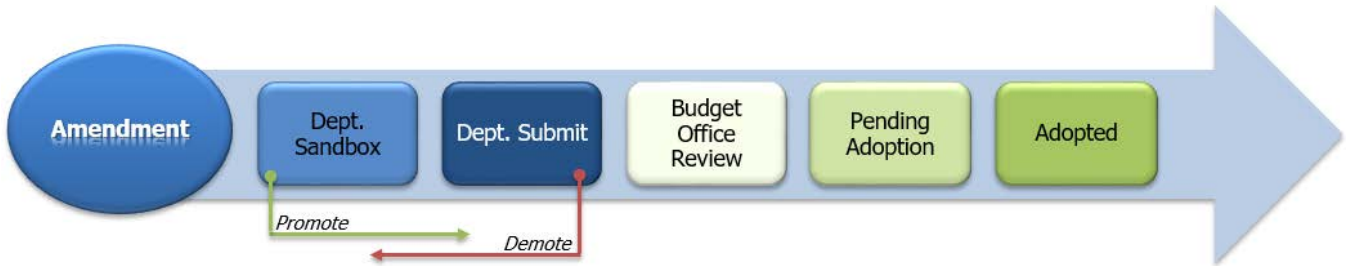 Amendment
Dept.
Sandbox
Dept. Submit
Budget
Office
Review
Pending
Adoption
Adopted
Promote
Demote